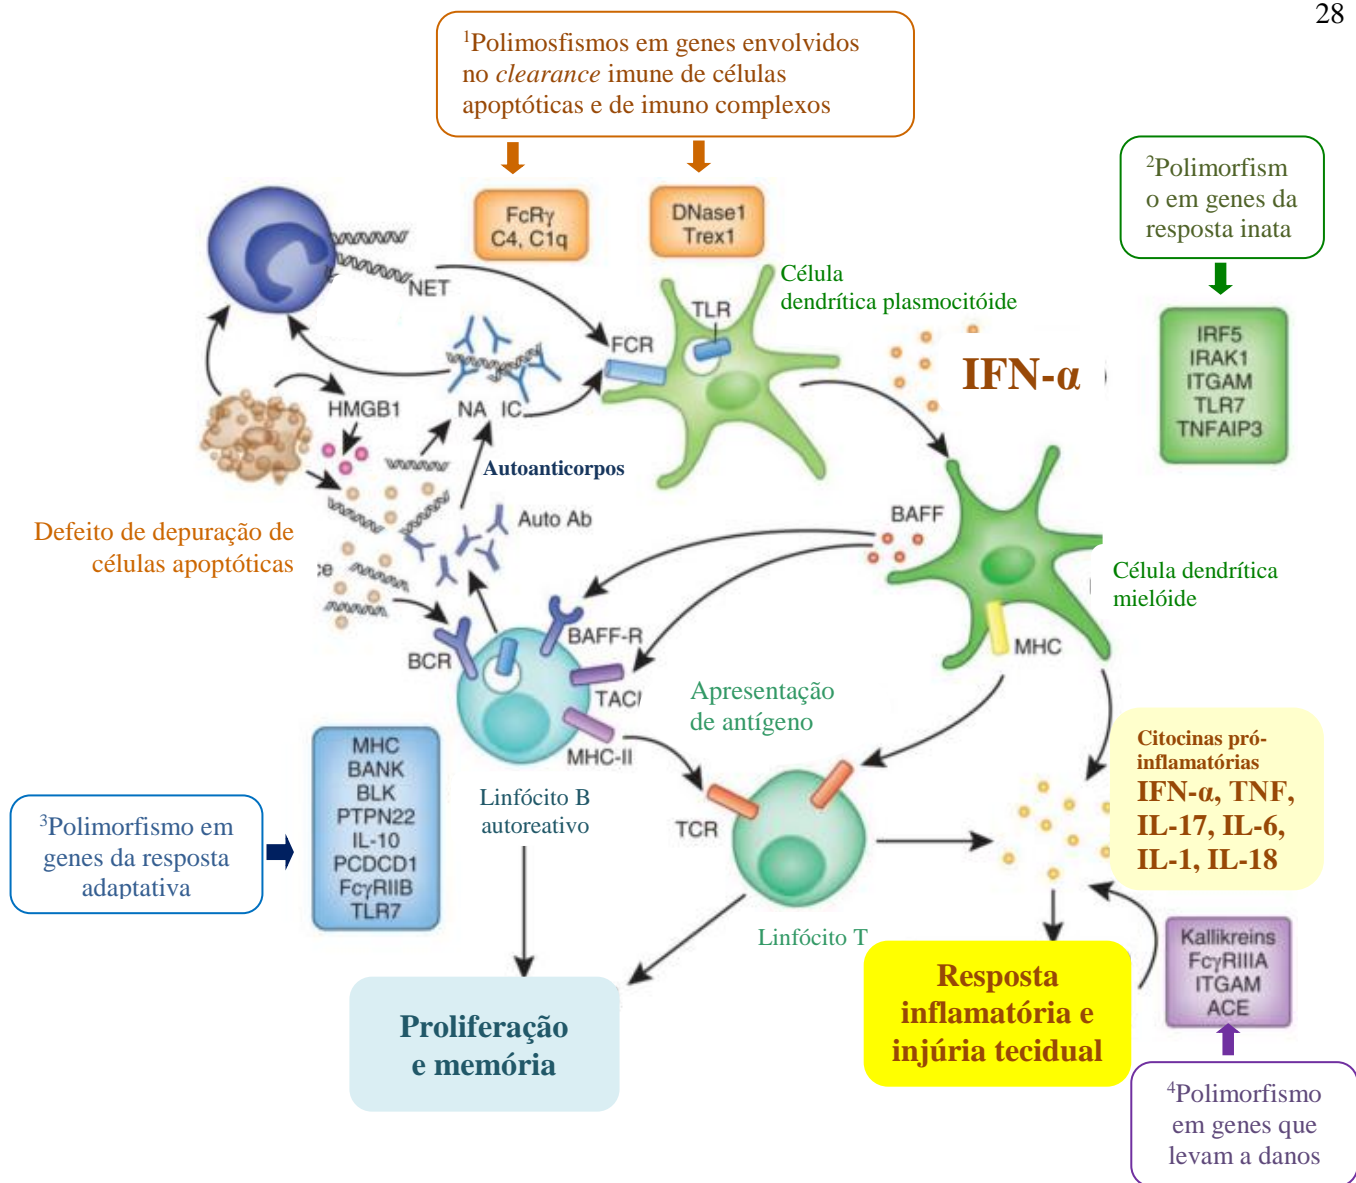 28
¹Polimosfismos em genes envolvidos
no clearance imune de células
apoptóticas e de imuno complexos
²Polimorfism
o em genes da
resposta inata
FcRγ
C4, C1q
DNase1
Trex1
IRF5
IRAK1
ITGAM
TLR7
TNFAIP3
NET
Célula
dendrítica plasmocitóide
TLR
FCR
IFN-α
HMGB1
NA IC
Autoanticorpos
Auto Ab
Defeito de depuração de
células apoptóticas
ce
BAFF
Célula dendrítica
mielóide
MHC
BCR
BAFF-R
TACI
MHC-II
Apresentação
de antígeno
TCR
Linfócito B
autoreativo
Linfócito T
Citocinas pró-
inflamatórias
IFN-α, TNF,
IL-17, IL-6,
IL-1, IL-18
³Polimorfismo em
genes da resposta
adaptativa
MHC
BANK
BLK
PTPN22
IL-10
PCDCD1
FcγRIIB
TLR7
Proliferação
e memória
Resposta
inflamatória e
injúria tecidual
Kallikreins
FcγRIIIA
ITGAM
ACE
⁴Polimorfismo
em genes que
levam a danos